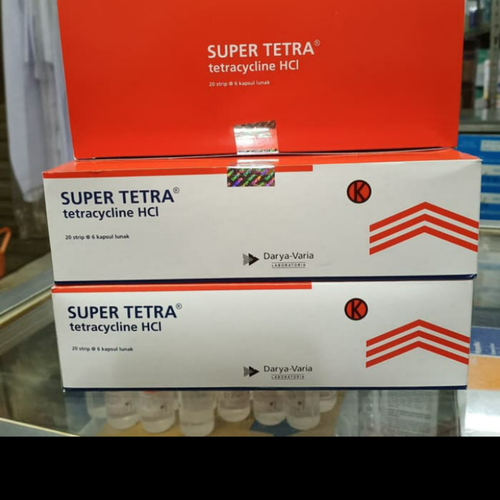 SUPER TETRA®
tetracycline HCl
20 strip @ 6 kapsul lunak
SUPER TETRA®
tetracycline HCl
20 strip @ 6 kapsul lunak
K
Darya-Varia
LABORATORIA
SUPER TETRA®
tetracycline HCl
20 strip @ 6 kapsul lunak
K
Darya-Varia
LABORATORIA